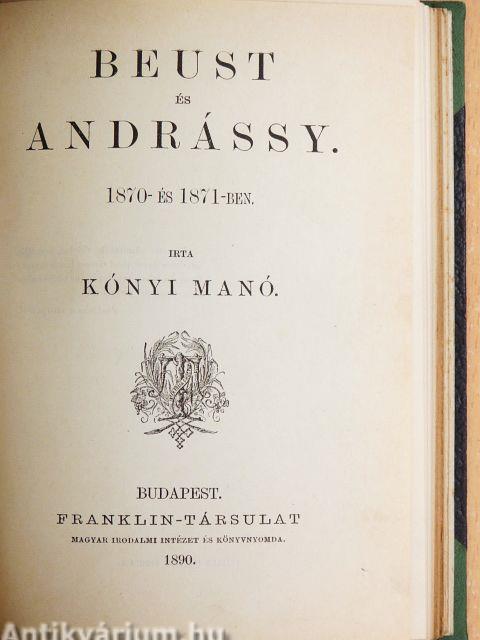 BEUST
ÉS
ANDRÁSSY.
1870- ÉS 1871-BEN.
IRTA
KÓNYI MANÓ.
BUDAPEST.
FRANKLIN-TÁRSULAT
MAGYAR IRODALMI INTÉZET ÉS KÖNYVNYOMDA.
1890.
Antikvárium.hu